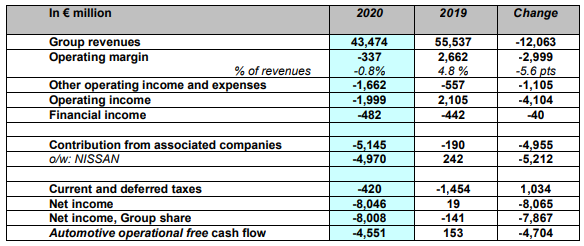 In € million 2020 2019 Change
Group revenues 43,474 55,537 -12,063
Operating margin -337 2,662 -2,999
% of revenues -0.8% 4.8 % -5.6 pts
Other operating income and expenses -1,662 -557 -1,105
Operating income -1,999 2,105 -4,104
Financial income -482 -442 -40
Contribution from associated companies -5,145 -190 -4,955
o/w: NISSAN -4,970 242 -5,212
Current and deferred taxes -420 -1,454 1,034
Net income -8,046 19 -8,065
Net income, Group share -8,008 -141 -7,867
Automotive operational free cash flow -4,551 153 -4,704